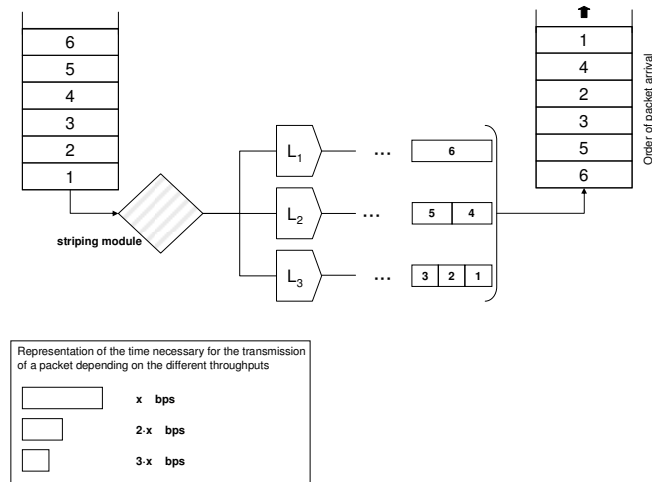 6
5
4
3
2
1
striping module
L1
L2
L3
...
6
...
5 4
...
3 2 1
1
4
2
3
5
6
Order of packet arrival
Representation of the time necessary for the transmission
of a packet depending on the different throughputs
x bps
2·x bps
3·x bps